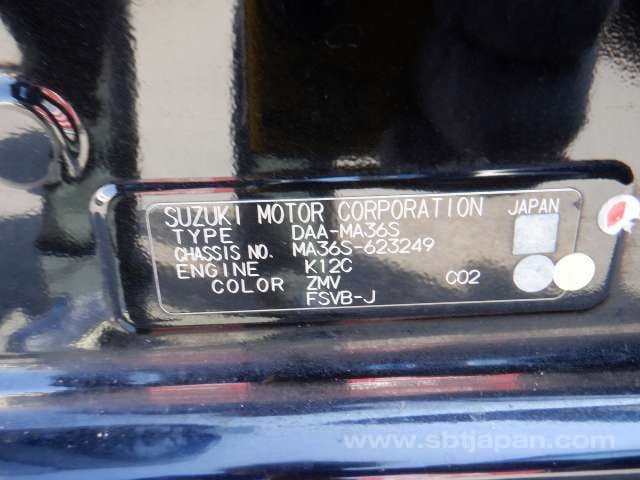 SUZUKI MOTOR CORPORATION JAPAN
TYPE DAA-MA36S
CHASSIS NO. MA36S-623249
ENGINE K12C CO2
COLOR ZMV
FSVB-J
www.sbtjapan.com